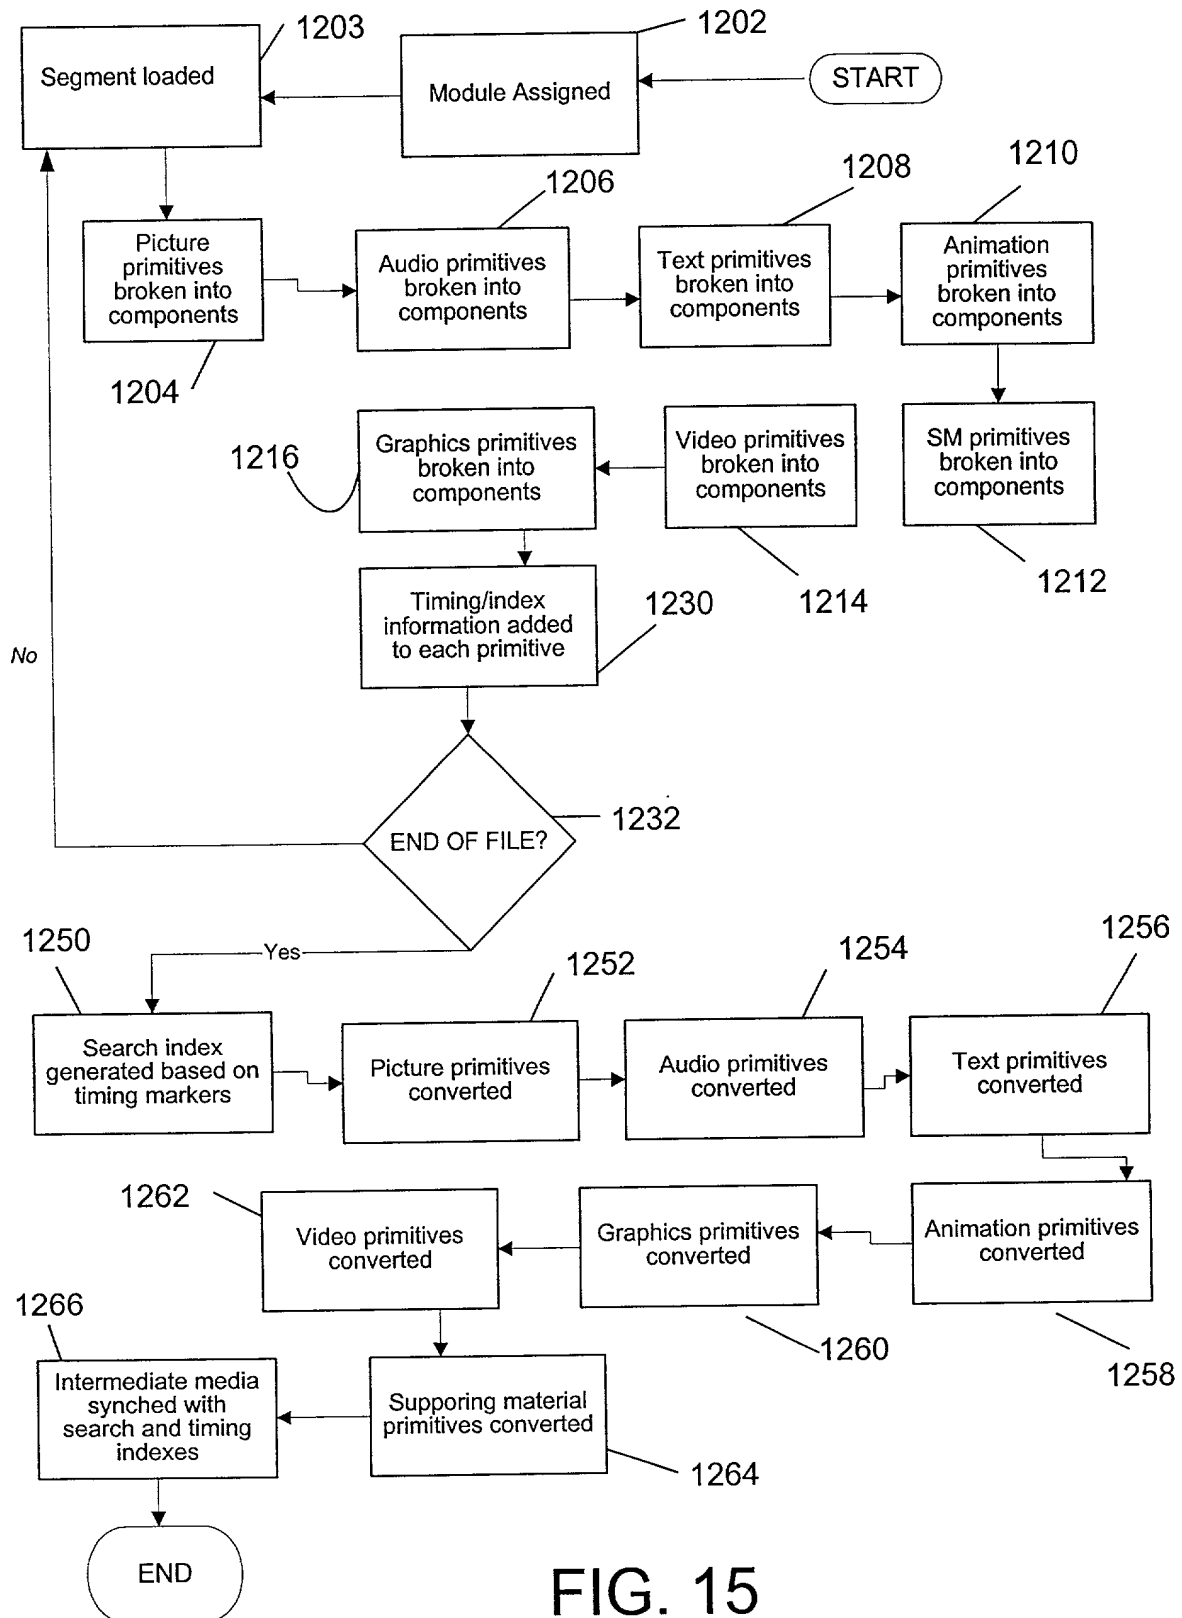 1203
1202
Segment loaded
Module Assigned
START
1206
1208
1210
Picture
primitives
broken into
components
Audio primitives
broken into
components
Text primitives
broken into
components
Animation
primitives
broken into
components
1204
1216
Graphics primitives
broken into
components
Video primitives
broken into
components
SM primitives
broken into
components
1214
1212
Timing/index
information added
to each primitive
1230
No
END OF FILE?
1232
Yes
1250
1252
1254
1256
Search index
generated based on
timing markers
Picture primitives
converted
Audio primitives
converted
Text primitives
converted
1262
Video primitives
converted
Graphics primitives
converted
Animation primitives
converted
1260
1258
1266
Intermediate media
synched with
search and timing
indexes
Supporing material
primitives converted
1264
END
FIG. 15